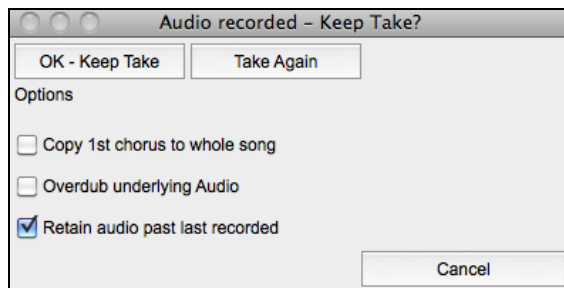 Audio recorded – Keep Take?
OK - Keep Take
Take Again
Options
Copy 1st chorus to whole song
Overdub underlying Audio
Retain audio past last recorded
Cancel